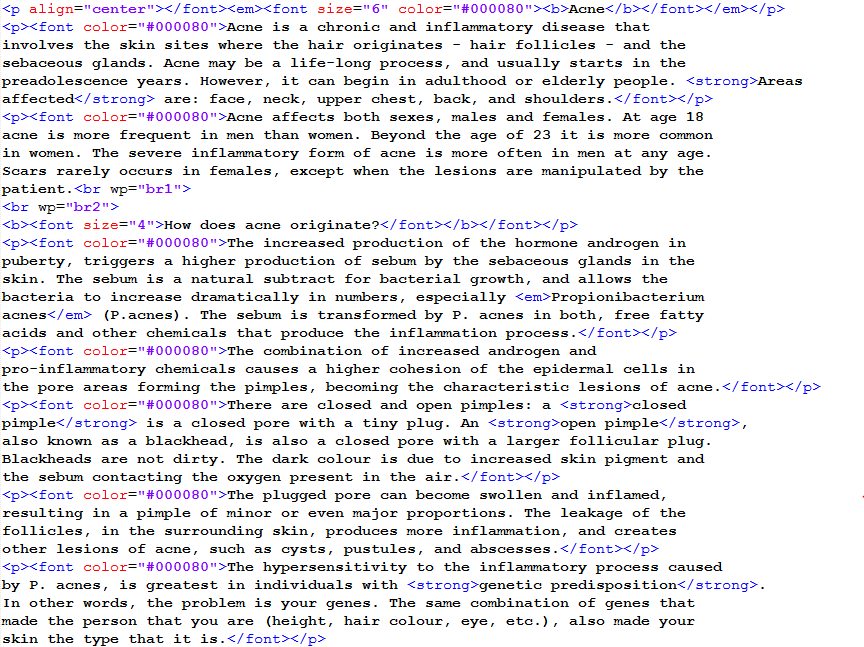 <p align="center"></font><em><font size="6" color="#000080"><b>Acne</b></font></em></p>
<p><font color="#000080">Acne is a chronic and inflammatory disease that
involves the skin sites where the hair originates - hair follicles - and the
sebaceous glands. Acne may be a life-long process, and usually starts in the
preadolescence years. However, it can begin in adulthood or elderly people. <strong>Areas
affected</strong> are: face, neck, upper chest, back, and shoulders.</font></p>
<p><font color="#000080">Acne affects both sexes, males and females. At age 18
acne is more frequent in men than women. Beyond the age of 23 it is more common
in women. The severe inflammatory form of acne is more often in men at any age.
Scars rarely occurs in females, except when the lesions are manipulated by the
patient.<br wp="br1">
<br wp="br2">
<b><font size="4">How does acne originate?</font></b></font></p>
<p><font color="#000080">The increased production of the hormone androgen in
puberty, triggers a higher production of sebum by the sebaceous glands in the
skin. The sebum is a natural subtract for bacterial growth, and allows the
bacteria to increase dramatically in numbers, especially <em>Propionibacterium
acnes</em> (P.acnes). The sebum is transformed by P. acnes in both, free fatty
acids and other chemicals that produce the inflammation process.</font></p>
<p><font color="#000080">The combination of increased androgen and
pro-inflammatory chemicals causes a higher cohesion of the epidermal cells in
the pore areas forming the pimples, becoming the characteristic lesions of acne.</font></p>
<p><font color="#000080">There are closed and open pimples: a <strong>closed
pimple</strong> is a closed pore with a tiny plug. An <strong>open pimple</strong>,
also known as a blackhead, is also a closed pore with a larger follicular plug.
Blackheads are not dirty. The dark colour is due to increased skin pigment and
the sebum contacting the oxygen present in the air.</font></p>
<p><font color="#000080">The plugged pore can become swollen and inflamed,
resulting in a pimple of minor or even major proportions. The leakage of the
follicles, in the surrounding skin, produces more inflammation, and creates
other lesions of acne, such as cysts, pustules, and abscesses.</font></p>
<p><font color="#000080">The hypersensitivity to the inflammatory process caused
by P. acnes, is greatest in individuals with <strong>genetic predisposition</strong>.
In other words, the problem is your genes. The same combination of genes that
made the person that you are (height, hair colour, eye, etc.), also made your
skin the type that it is.</font></p>